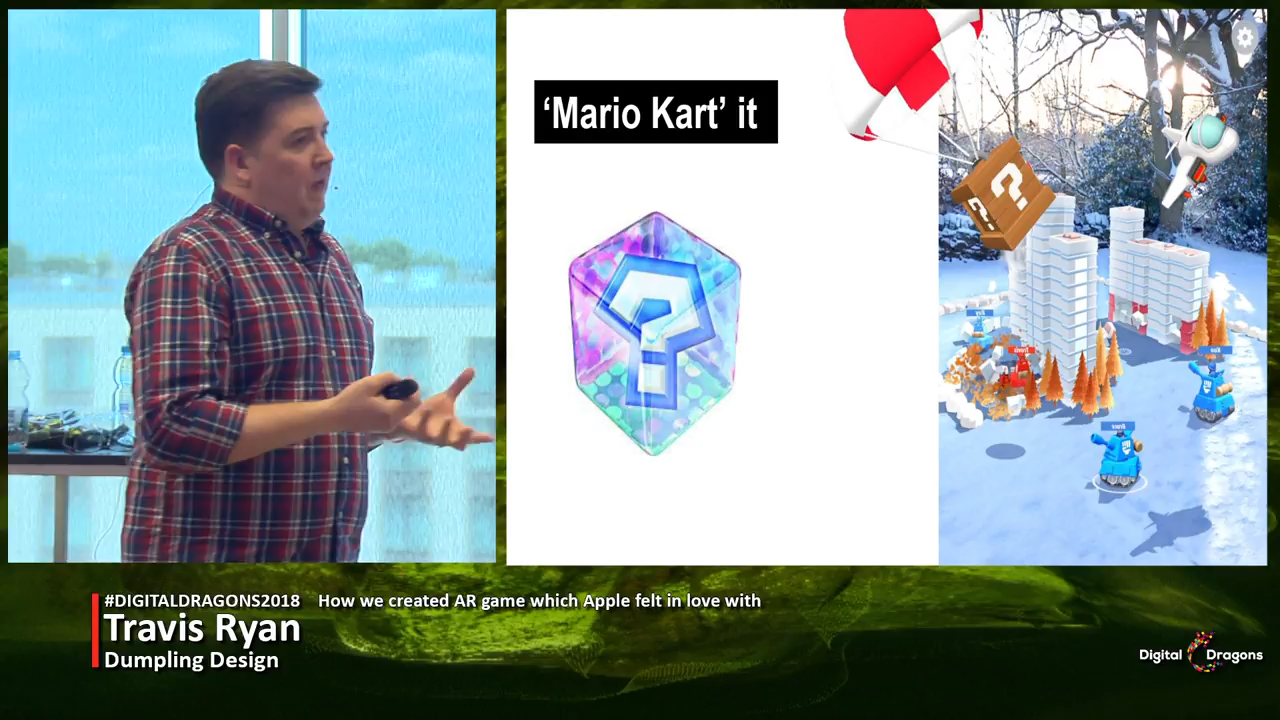 ‘Mario Kart’ it
?
?
?
#DIGITALDRAGONS2018 How we created AR game which Apple felt in love with
Travis Ryan
Dumpling Design
Digital Dragons